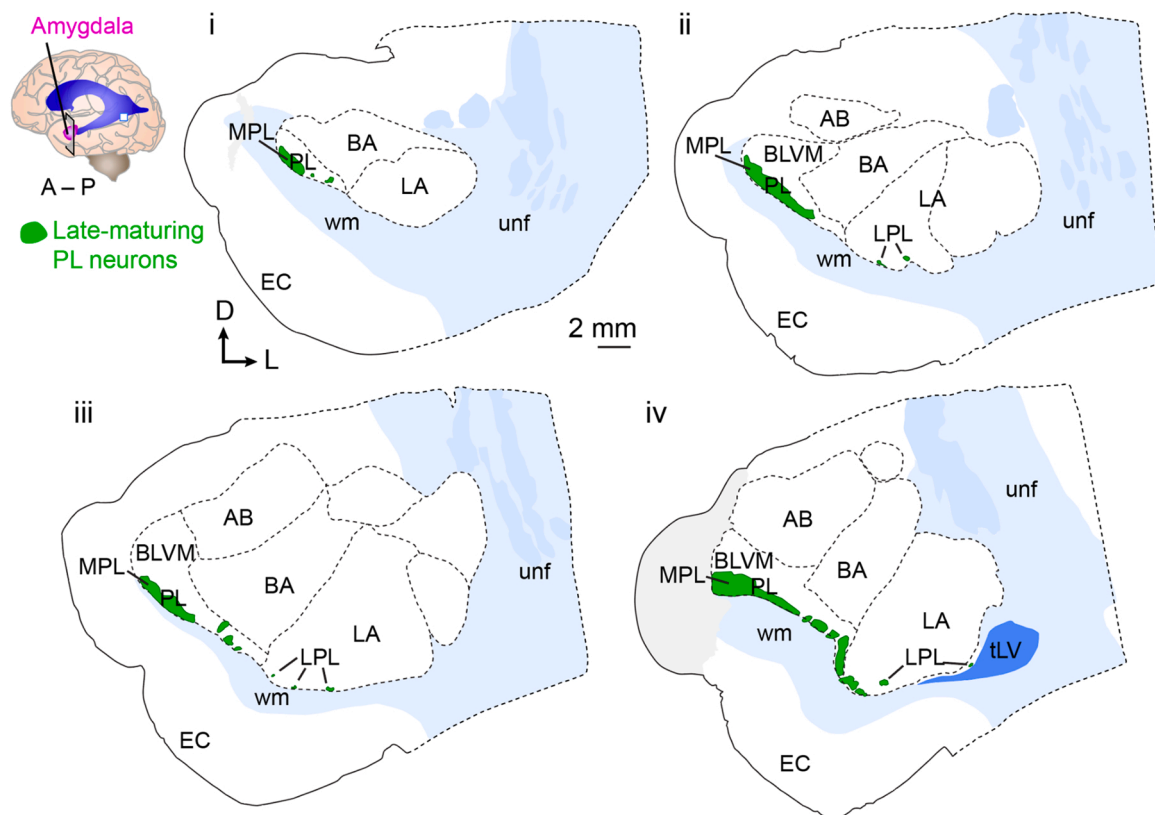 Amygdala
A – P
Late-maturing
PL neurons
i
MPL
PL
BA
LA
wm
unf
EC
D
L
2 mm
ii
AB
MPL
BLVM
PL
BA
LA
LPL
wm
unf
EC
iii
AB
BLVM
MPL
PL
BA
unf
LA
LPL
wm
EC
iv
unf
AB
BLVM
MPL
PL
BA
LA
wm
LPL
tLV
EC